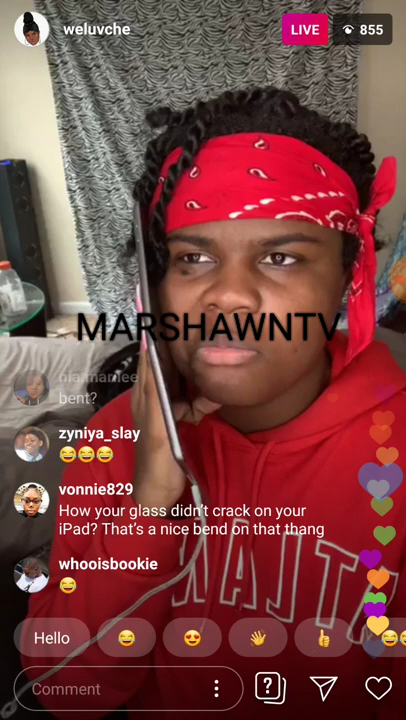 weluvche
LIVE
855
MARSHAWNTV
bent?
zyniya_slay
😂😂😂
vonnie829
How your glass didn't crack on your
iPad? That's a nice bend on that thang
whooisbookie
😂
Hello
Comment